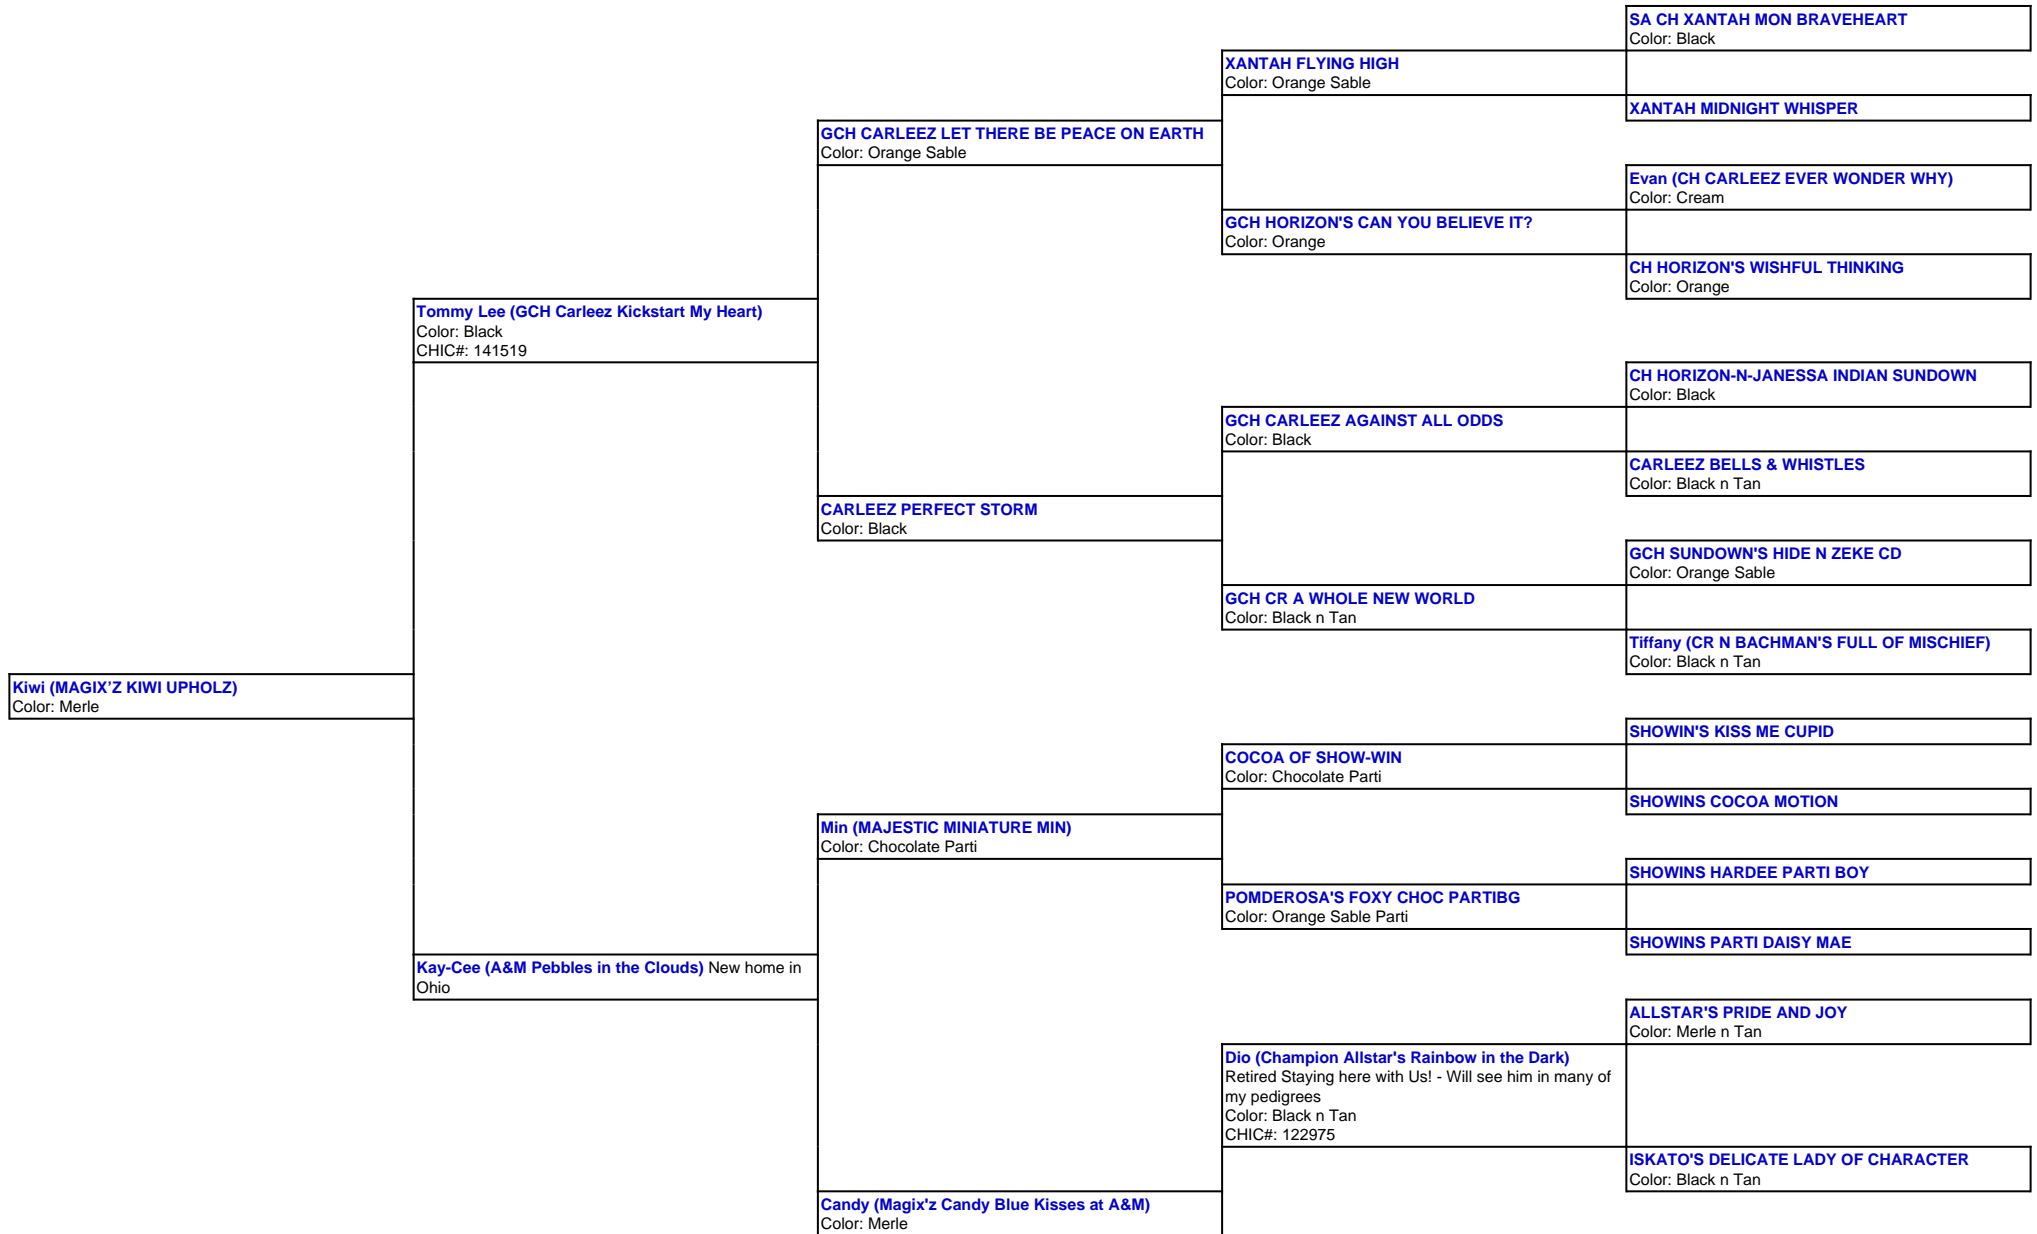 SA CH XANTAH MON BRAVEHEART
Color: Black
XANTAH FLYING HIGH
Color: Orange Sable
XANTAH MIDNIGHT WHISPER
GCH CARLEEZ LET THERE BE PEACE ON EARTH
Color: Orange Sable
Evan (CH CARLEEZ EVER WONDER WHY)
Color: Cream
GCH HORIZON'S CAN YOU BELIEVE IT?
Color: Orange
CH HORIZON'S WISHFUL THINKING
Color: Orange
Tommy Lee (GCH Carleez Kickstart My Heart)
Color: Black
CHIC#: 141519
CH HORIZON-N-JANESSA INDIAN SUNDOWN
Color: Black
GCH CARLEEZ AGAINST ALL ODDS
Color: Black
CARLEEZ BELLS & WHISTLES
Color: Black n Tan
CARLEEZ PERFECT STORM
Color: Black
GCH SUNDOWN'S HIDE N ZEKE CD
Color: Orange Sable
GCH CR A WHOLE NEW WORLD
Color: Black n Tan
Tiffany (CR N BACHMAN'S FULL OF MISCHIEF)
Color: Black n Tan
Kiwi (MAGIX’Z KIWI UPHOLZ)
Color: Merle
SHOWIN'S KISS ME CUPID
COCOA OF SHOW-WIN
Color: Chocolate Parti
SHOWINS COCOA MOTION
Min (MAJESTIC MINIATURE MIN)
Color: Chocolate Parti
SHOWINS HARDEE PARTI BOY
POMDEROSA'S FOXY CHOC PARTIBG
Color: Orange Sable Parti
SHOWINS PARTI DAISY MAE
Kay-Cee (A&M Pebbles in the Clouds) New home in
Ohio
ALLSTAR'S PRIDE AND JOY
Color: Merle n Tan
Dio (Champion Allstar's Rainbow in the Dark)
Retired Staying here with Us! - Will see him in many of
my pedigrees
Color: Black n Tan
CHIC#: 122975
ISKATO'S DELICATE LADY OF CHARACTER
Color: Black n Tan
Candy (Magix'z Candy Blue Kisses at A&M)
Color: Merle